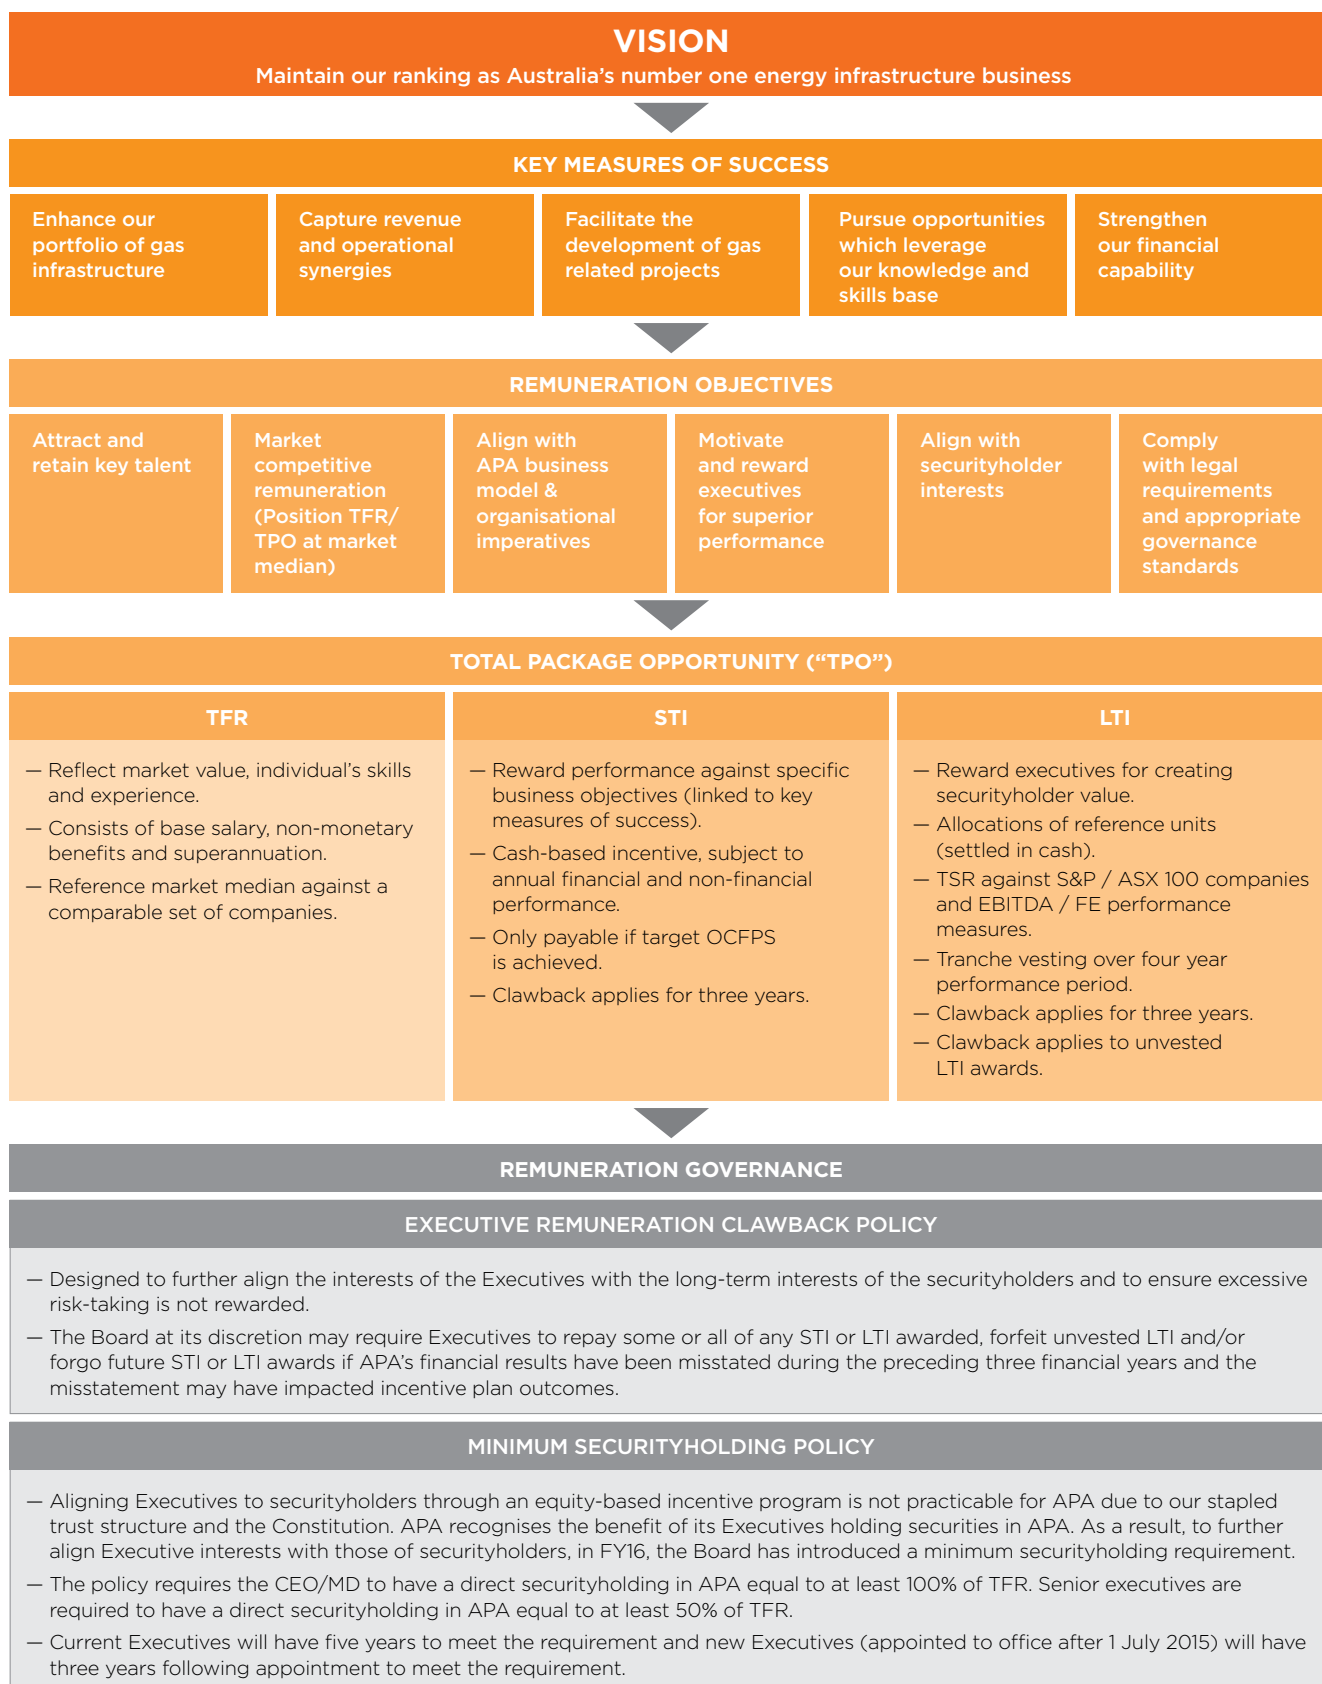 VISION
Maintain our ranking as Australia’s number one energy infrastructure business
KEY MEASURES OF SUCCESS
Enhance our
portfolio of gas
infrastructure
Capture revenue
and operational
synergies
Facilitate the
development of gas
related projects
Pursue opportunities
which leverage
our knowledge and
skills base
Strengthen
our financial
capability
REMUNERATION OBJECTIVES
Attract and
retain key talent
Market
competitive
remuneration
(Position TFR/
TPO at market
median)
Align with
APA business
model &
organisational
imperatives
Motivate
and reward
executives
for superior
performance
Align with
securityholder
interests
Comply
with legal
requirements
and appropriate
governance
standards
TOTAL PACKAGE OPPORTUNITY (“TPO”)
TFR
— Reflect market value, individual’s skills
and experience.
— Consists of base salary, non-monetary
benefits and superannuation.
— Reference market median against a
comparable set of companies.
STI
— Reward performance against specific
business objectives (linked to key
measures of success).
— Cash-based incentive, subject to
annual financial and non-financial
performance.
— Only payable if target OCFPS
is achieved.
— Clawback applies for three years.
LTI
— Reward executives for creating
securityholder value.
— Allocations of reference units
(settled in cash).
— TSR against S&P / ASX 100 companies
and EBITDA / FE performance
measures.
— Tranche vesting over four year
performance period.
— Clawback applies for three years.
— Clawback applies to unvested
LTI awards.
REMUNERATION GOVERNANCE
EXECUTIVE REMUNERATION CLAWBACK POLICY
— Designed to further align the interests of the Executives with the long-term interests of the securityholders and to ensure excessive
risk-taking is not rewarded.
— The Board at its discretion may require Executives to repay some or all of any STI or LTI awarded, forfeit unvested LTI and/or
forgo future STI or LTI awards if APA’s financial results have been misstated during the preceding three financial years and the
misstatement may have impacted incentive plan outcomes.
MINIMUM SECURITYHOLDING POLICY
— Aligning Executives to securityholders through an equity-based incentive program is not practicable for APA due to our stapled
trust structure and the Constitution. APA recognises the benefit of its Executives holding securities in APA. As a result, to further
align Executive interests with those of securityholders, in FY16, the Board has introduced a minimum securityholding requirement.
— The policy requires the CEO/MD to have a direct securityholding in APA equal to at least 100% of TFR. Senior executives are
required to have a direct securityholding in APA equal to at least 50% of TFR.
— Current Executives will have five years to meet the requirement and new Executives (appointed to office after 1 July 2015) will have
three years following appointment to meet the requirement.